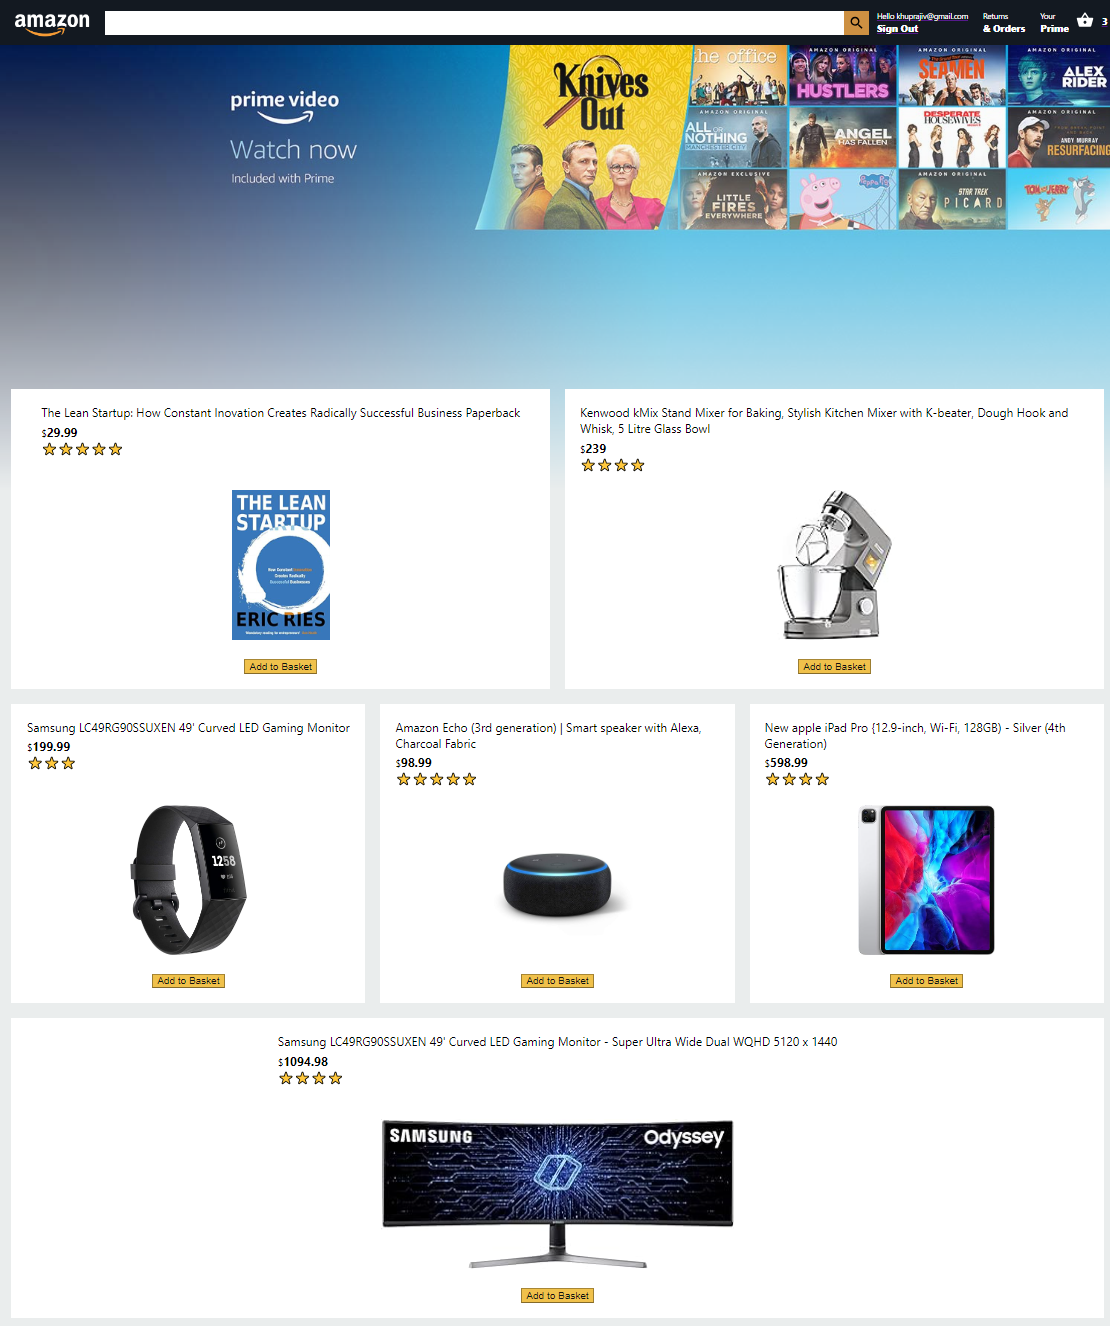 amazon
Hello khuprajiv@gmail.com
Sign Out
Returns
& Orders
Your
Prime
3
prime video
Watch now
Included with Prime
Knives
Out
the office
AMAZON ORIGINAL
HUSTLERS
AMAZON ORIGINAL
SEAMEN
AMAZON ORIGINAL
ALEX
RIDER
AMAZON ORIGINAL
ALL OR
NOTHING
MANCHESTER CITY
ANGEL
HAS FALLEN
DESPERATE
HOUSEWIVES
AMAZON ORIGINAL
ANDY MURRAY
RESURFACING
AMAZON EXCLUSIVE
LITTLE
FIRES
EVERYWHERE
Peppa Pig
AMAZON ORIGINAL
STAR TREK
PICARD
TOM and JERRY
The Lean Startup: How Constant Inovation Creates Radically Successful Business Paperback
$29.99
THE LEAN
STARTUP
How Constant Innovation
Creates Radically
Successful Businesses
ERIC RIES
Add to Basket
Kenwood kMix Stand Mixer for Baking, Stylish Kitchen Mixer with K-beater, Dough Hook and
Whisk, 5 Litre Glass Bowl
$239
Add to Basket
Samsung LC49RG90SSUXEN 49' Curved LED Gaming Monitor
$199.99
1258
Add to Basket
Amazon Echo (3rd generation) | Smart speaker with Alexa,
Charcoal Fabric
$98.99
Add to Basket
New apple iPad Pro {12.9-inch, Wi-Fi, 128GB) - Silver (4th
Generation)
$598.99
Add to Basket
Samsung LC49RG90SSUXEN 49' Curved LED Gaming Monitor - Super Ultra Wide Dual WQHD 5120 x 1440
$1094.98
SAMSUNG
Odyssey
Add to Basket